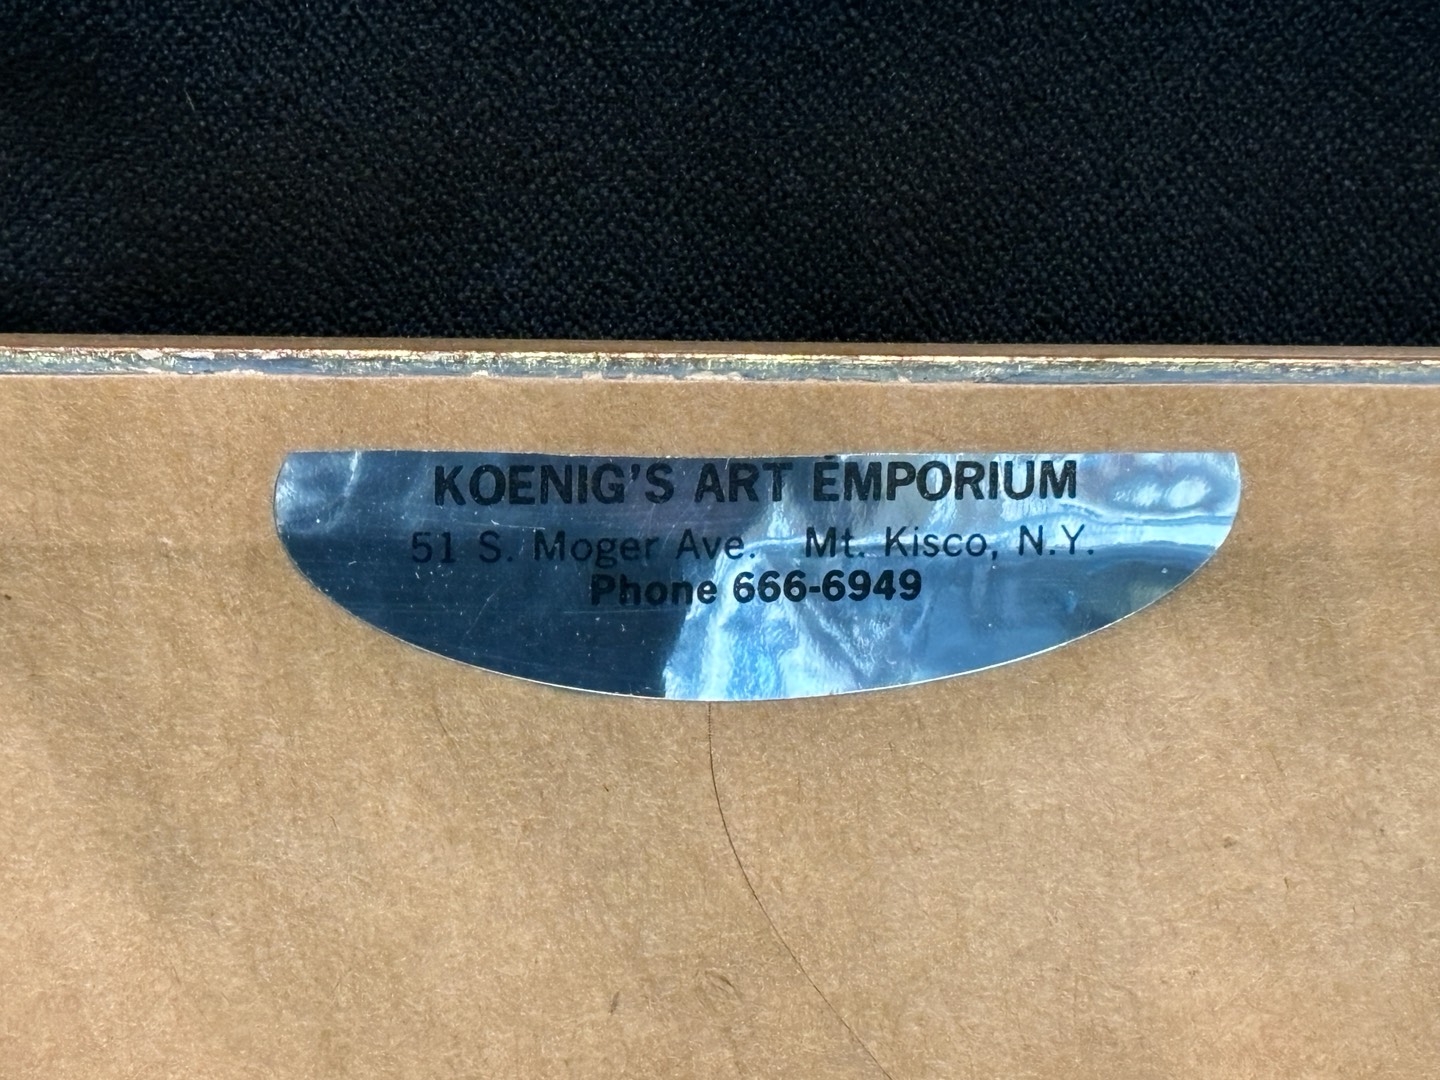 KOENIG'S ART EMPORIUM
51 S. Moger Ave. Mt. Kisco, N.Y.
Phone 666-6949